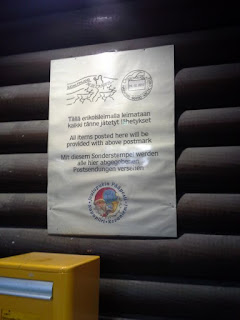 Tällä erikoisleimalla leimataan
kaikki tänne jätetyt lähetykset
All items posted here will be
provided with above postmark
Mit diesem Sonderstempel werden
alle hier abgegebenen
Postsendungen versehen